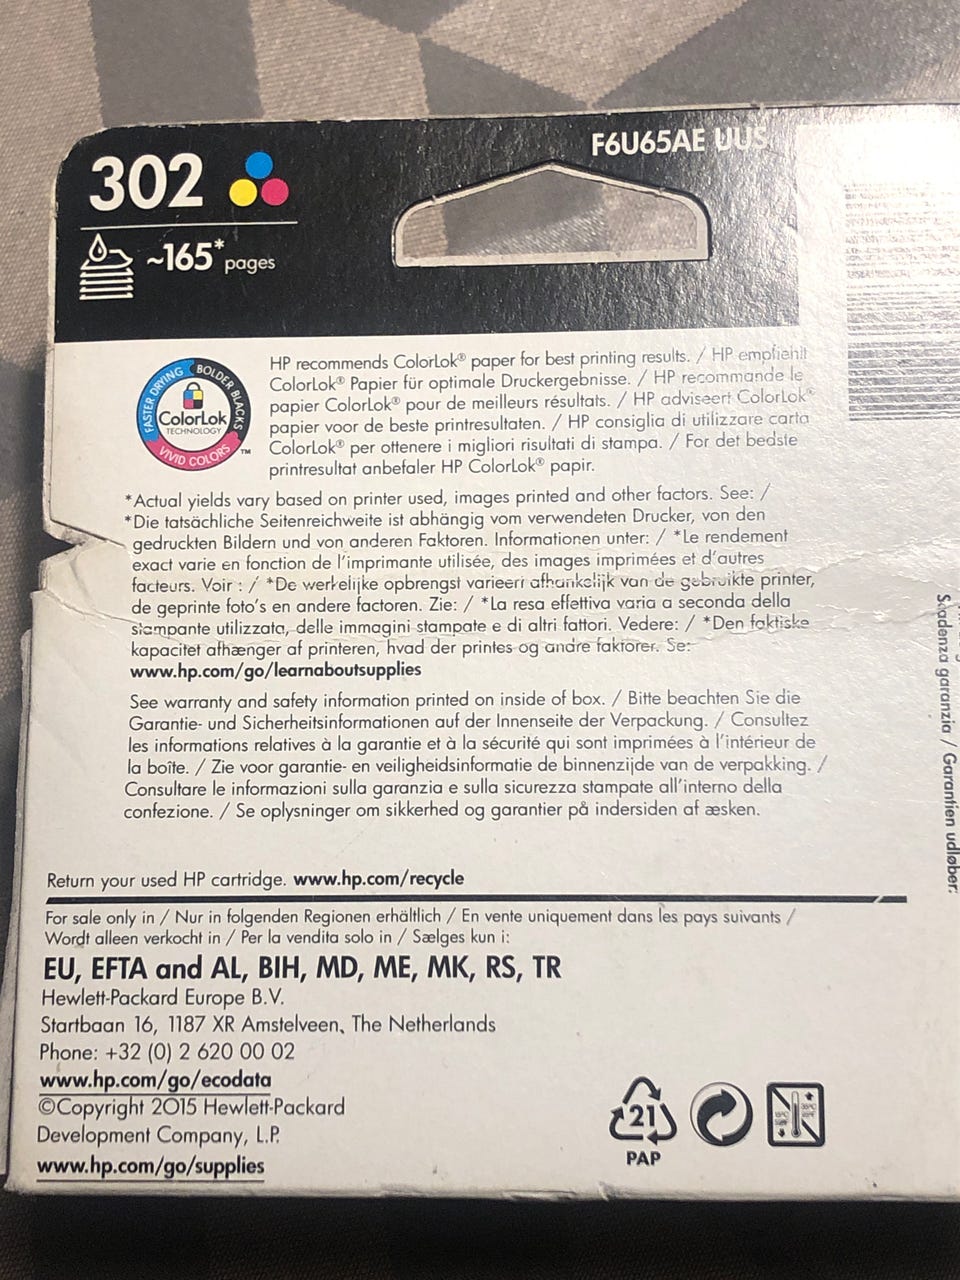 302
F6U65AE UUS
~165* pages
FASTER DRYING
BOLDER BLACKS
ColorLok
TECHNOLOGY
VIVID COLORS
TM
HP recommends ColorLok® paper for best printing results. / HP empfiehlt
ColorLok® Papier für optimale Druckergebnisse. / HP recommande le
papier ColorLok® pour de meilleurs résultats. / HP adviseert ColorLok®
papier voor de beste printresultaten. / HP consiglia di utilizzare carta
ColorLok® per ottenere i migliori risultati di stampa. / For det bedste
printresultat anbefaler HP ColorLok® papir.
*Actual yields vary based on printer used, images printed and other factors. See: /
*Die tatsächliche Seitenreichweite ist abhängig vom verwendeten Drucker, von den
gedruckten Bildern und von anderen Faktoren. Informationen unter: / *Le rendement
exact varie en fonction de l'imprimante utilisée, des images imprimées et d'autres
facteurs. Voir : / *De werkelijke opbrengst varieert afhankelijk van de gebruikte printer,
de geprinte foto's en andere factoren. Zie: / *La resa effettiva varia a seconda della
stampante utilizzata, delle immagini stampate e di altri fattori. Vedere: / *Den faktiske
kapacitet afhænger af printeren, hvad der printes og andre faktorer. Se:
www.hp.com/go/learnaboutsupplies
See warranty and safety information printed on inside of box. / Bitte beachten Sie die
Garantie- und Sicherheitsinformationen auf der Innenseite der Verpackung. / Consultez
les informations relatives à la garantie et à la sécurité qui sont imprimées à l'intérieur de
la boîte. / Zie voor garantie- en veiligheidsinformatie de binnenzijde van de verpakking. /
Consultare le informazioni sulla garanzia e sulla sicurezza stampate all'interno della
confezione. / Se oplysninger om sikkerhed og garantier på indersiden af æsken.
Return your used HP cartridge. www.hp.com/recycle
For sale only in / Nur in folgenden Regionen erhältlich / En vente uniquement dans les pays suivants /
Wordt alleen verkocht in / Per la vendita solo in / Sælges kun i:
EU, EFTA and AL, BIH, MD, ME, MK, RS, TR
Hewlett-Packard Europe B.V.
Startbaan 16, 1187 XR Amstelveen, The Netherlands
Phone: +32 (0) 2 620 00 02
www.hp.com/go/ecodata
©Copyright 2015 Hewlett-Packard
Development Company, L.P.
www.hp.com/go/supplies
21
PAP
Scadenza garanzia / Garantien udløber: